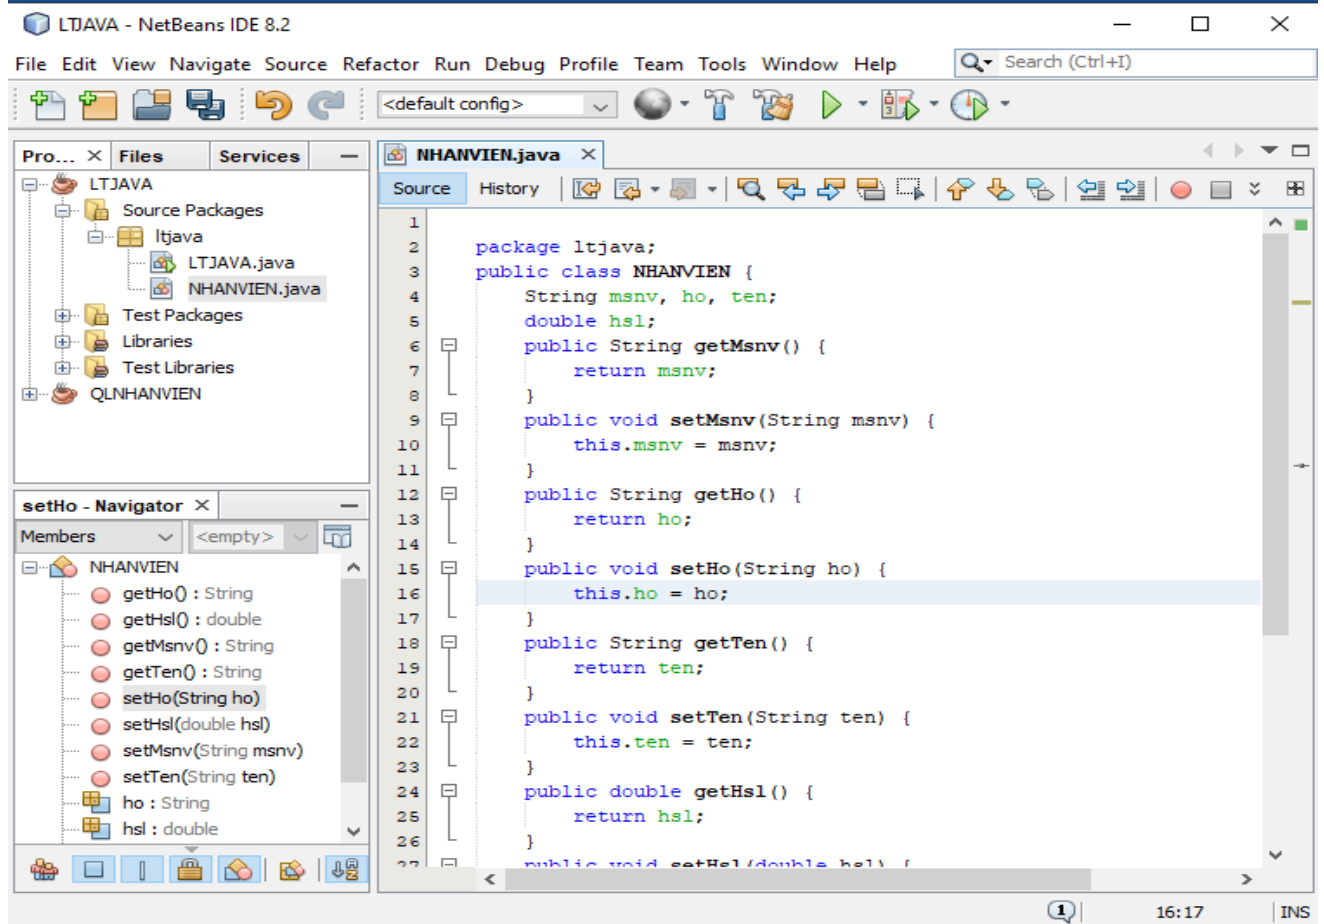 LTJAVA - NetBeans IDE 8.2
File Edit View Navigate Source Refactor Run Debug Profile Team Tools Window Help
Search (Ctrl+I)
<default config>
Pro... Files Services
LTJAVA
Source Packages
ltjava
LTJAVA.java
NHANVIEN.java
Test Packages
Libraries
Test Libraries
QLNHANVIEN
setHo - Navigator
Members <empty>
NHANVIEN
getHo() : String
getHsl() : double
getMsnv() : String
getTen() : String
setHo(String ho)
setHsl(double hsl)
setMsnv(String msnv)
setTen(String ten)
ho : String
hsl : double
NHANVIEN.java
Source History
1
2 package ltjava;
3 public class NHANVIEN {
4 String msnv, ho, ten;
5 double hsl;
6 public String getMsnv() {
7 return msnv;
8 }
9 public void setMsnv(String msnv) {
10 this.msnv = msnv;
11 }
12 public String getHo() {
13 return ho;
14 }
15 public void setHo(String ho) {
16 this.ho = ho;
17 }
18 public String getTen() {
19 return ten;
20 }
21 public void setTen(String ten) {
22 this.ten = ten;
23 }
24 public double getHsl() {
25 return hsl;
26 }
27 public void setHsl(double hsl) {
1 16:17 INS